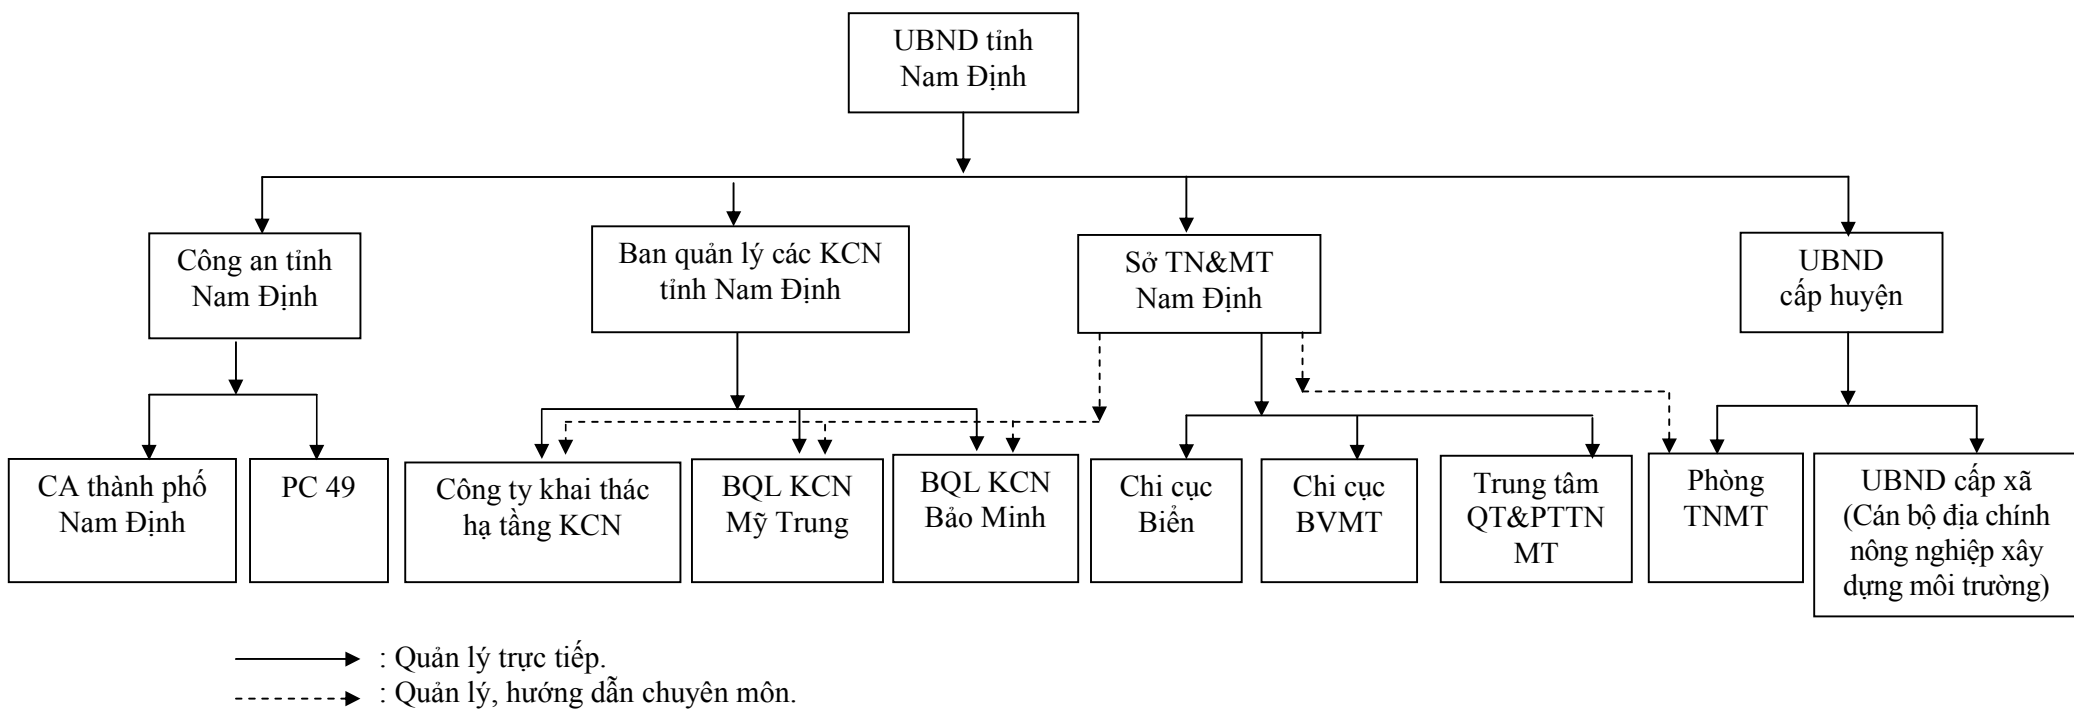 UBND tỉnh
Nam Định
Công an tỉnh
Nam Định
Ban quản lý các KCN
tỉnh Nam Định
Sở TN&MT
Nam Định
UBND
cấp huyện
CA thành phố
Nam Định
PC 49
Công ty khai thác
hạ tầng KCN
BQL KCN
Mỹ Trung
BQL KCN
Bảo Minh
Chi cục
Biển
Chi cục
BVMT
Trung tâm
QT&PTTN
MT
Phòng
TNMT
UBND cấp xã
(Cán bộ địa chính
nông nghiệp xây
dựng môi trường)
: Quản lý trực tiếp.
: Quản lý, hướng dẫn chuyên môn.